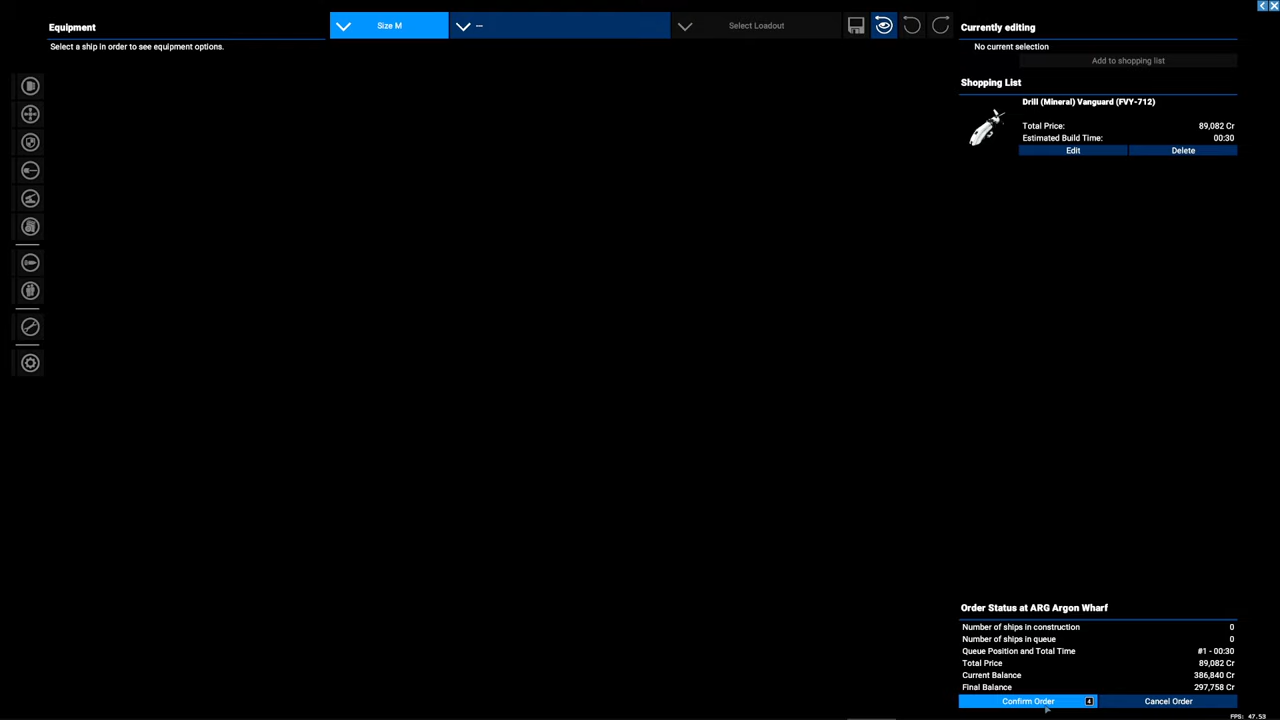 Equipment
Select a ship in order to see equipment options.
Size M
--
Select Loadout
Currently editing
No current selection
Add to shopping list
Shopping List
Drill (Mineral) Vanguard (FVY-712)
Total Price: 89,082 Cr
Estimated Build Time: 00:30
Edit Delete
Order Status at ARG Argon Wharf
Number of ships in construction 0
Number of ships in queue 0
Queue Position and Total Time #1 - 00:30
Total Price 89,082 Cr
Current Balance 386,840 Cr
Final Balance 297,758 Cr
Confirm Order 4 Cancel Order
FPS: 47.53